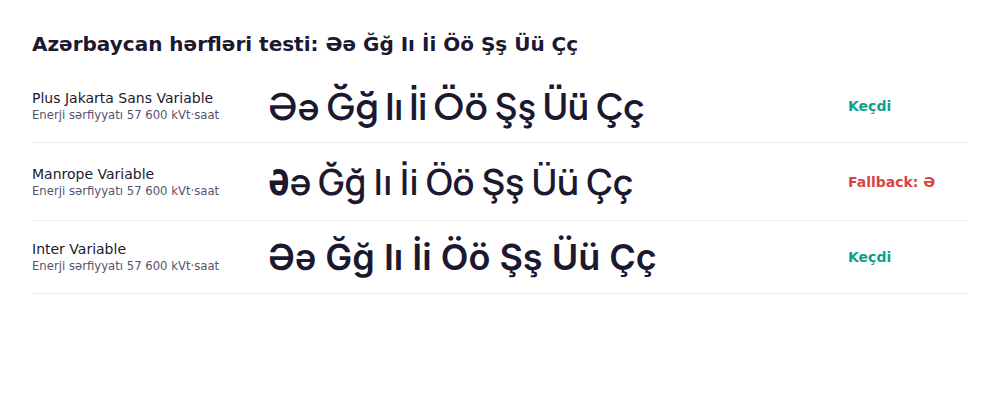 Azərbaycan hərfləri testi: Əə Ğğ Iı İi Öö Şş Üü Çç
Plus Jakarta Sans Variable
Enerji sərfiyyatı 57 600 kVt·saat
Əə Ğğ Iı İi Öö Şş Üü Çç
Keçdi
Manrope Variable
Enerji sərfiyyatı 57 600 kVt·saat
Əə Ğğ Iı İi Öö Şş Üü Çç
Fallback: Ə
Inter Variable
Enerji sərfiyyatı 57 600 kVt·saat
Əə Ğğ Iı İi Öö Şş Üü Çç
Keçdi